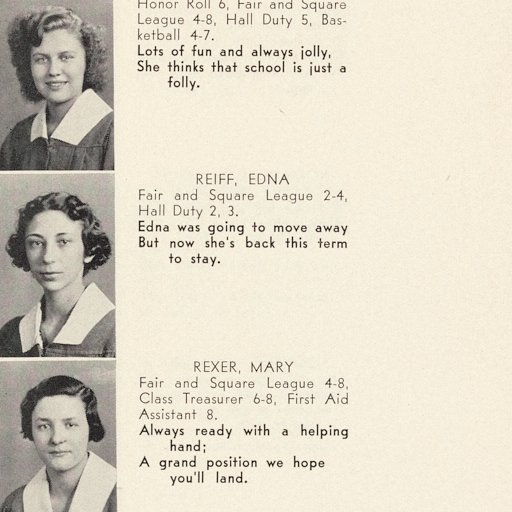 Honor Roll 6, Fair and Square
League 4-8, Hall Duty 5, Bas-
ketball 4-7.
Lots of fun and always jolly,
She thinks that school is just a
folly.
REIFF, EDNA
Fair and Square League 2-4,
Hall Duty 2, 3.
Edna was going to move away
But now she's back this term
to stay.
REXER, MARY
Fair and Square League 4-8,
Class Treasurer 6-8, First Aid
Assistant 8.
Always ready with a helping
hand;
A grand position we hope
you'll land.